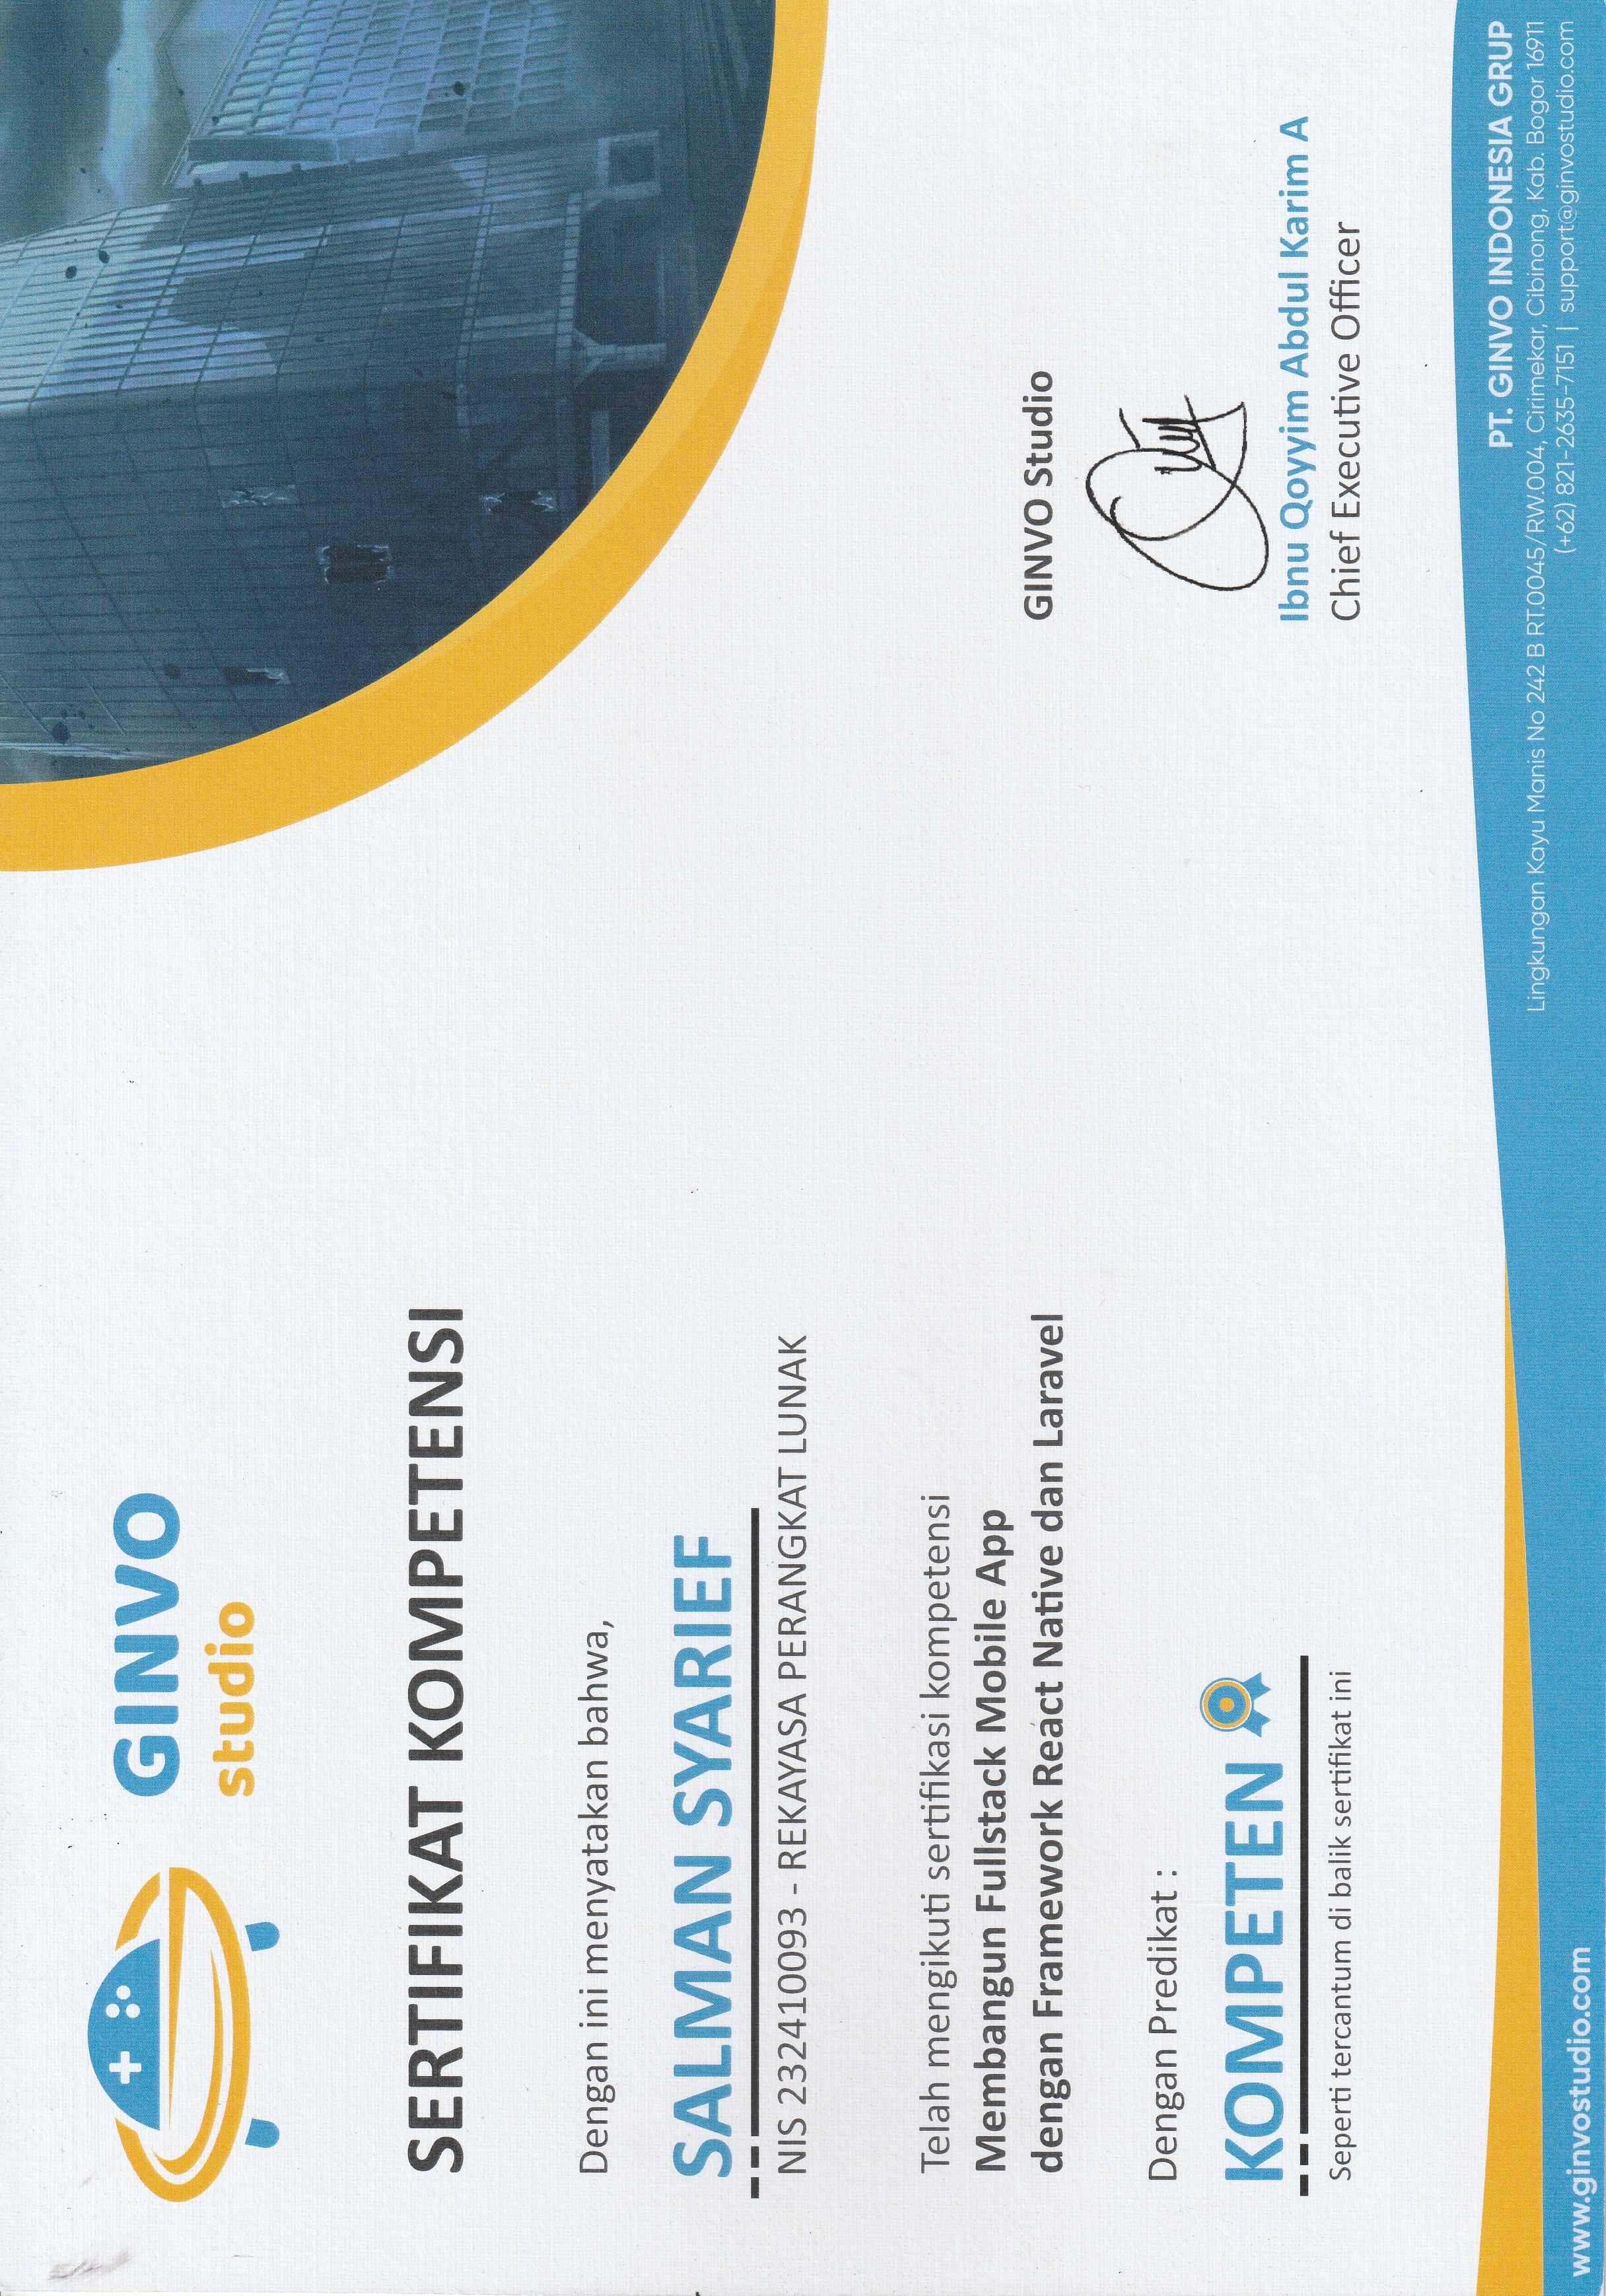 GINVO
studio
SERTIFIKAT KOMPETENSI
Dengan ini menyatakan bahwa,
SALMAN SYARIEF
NIS 232410093 - REKAYASA PERANGKAT LUNAK
Telah mengikuti sertifikasi kompetensi
Membangun Fullstack Mobile App
dengan Framework React Native dan Laravel
Dengan Predikat :
KOMPETEN
Seperti tercantum di balik sertifikat ini
GINVO Studio
Ibnu Qoyyim Abdul Karim A
Chief Executive Officer
PT. GINVO INDONESIA GRUP
Lingkungan Kayu Manis No 242 B RT.0045/RW.004, Cirimekar, Cibinong, Kab. Bogor 16911
(+62) 821-2635-7151 | support@ginvostudio.com
www.ginvostudio.com